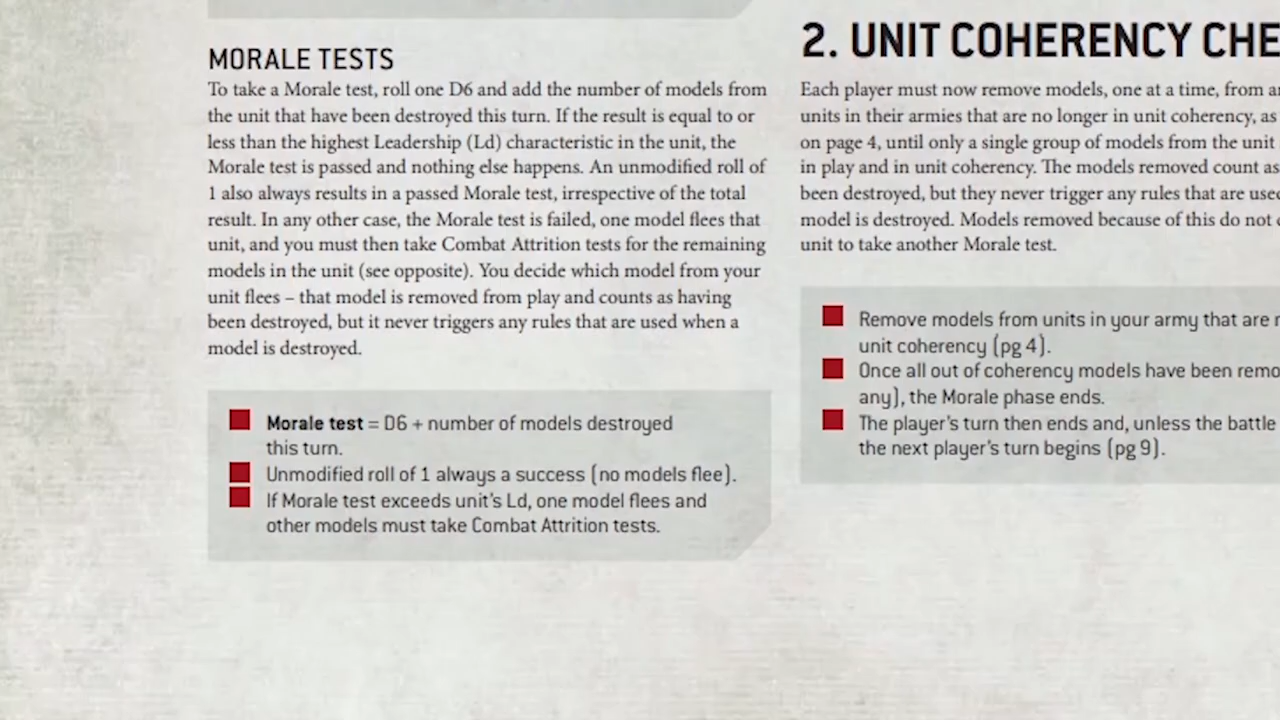 MORALE TESTS
To take a Morale test, roll one D6 and add the number of models from
the unit that have been destroyed this turn. If the result is equal to or
less than the highest Leadership (Ld) characteristic in the unit, the
Morale test is passed and nothing else happens. An unmodified roll of
1 also always results in a passed Morale test, irrespective of the total
result. In any other case, the Morale test is failed, one model flees that
unit, and you must then take Combat Attrition tests for the remaining
models in the unit (see opposite). You decide which model from your
unit flees – that model is removed from play and counts as having
been destroyed, but it never triggers any rules that are used when a
model is destroyed.
Morale test = D6 + number of models destroyed
this turn.
Unmodified roll of 1 always a success (no models flee).
If Morale test exceeds unit's Ld, one model flees and
other models must take Combat Attrition tests.
2. UNIT COHERENCY CHE
Each player must now remove models, one at a time, from
units in their armies that are no longer in unit coherency, as
on page 4, until only a single group of models from the unit
in play and in unit coherency. The models removed count as
been destroyed, but they never trigger any rules that are used
model is destroyed. Models removed because of this do not
unit to take another Morale test.
Remove models from units in your army that are
unit coherency (pg 4).
Once all out of coherency models have been remo
any), the Morale phase ends.
The player's turn then ends and, unless the battle
the next player's turn begins (pg 9).